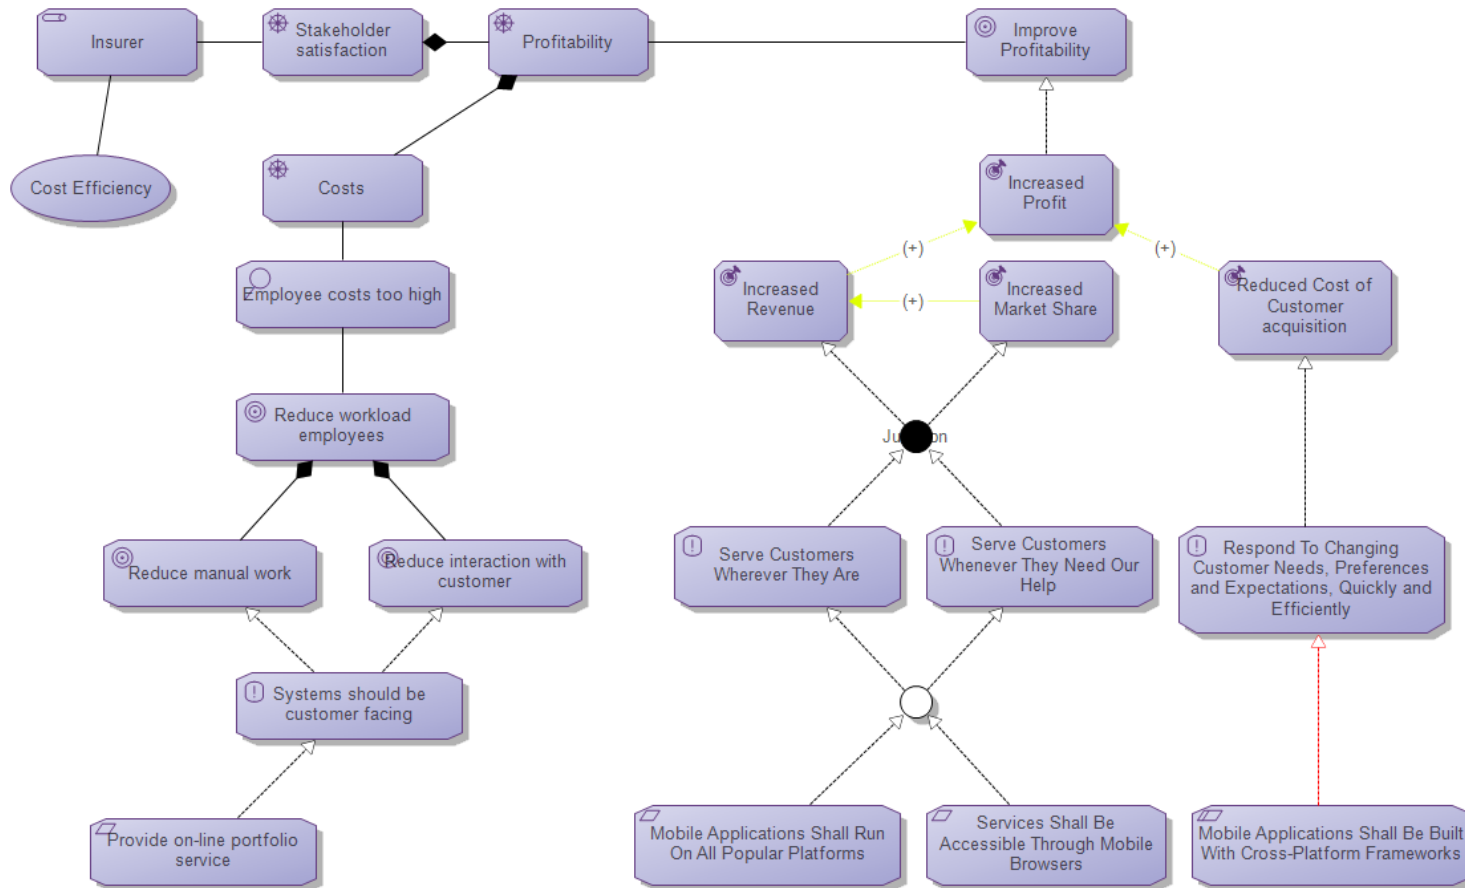 Insurer
Stakeholder
satisfaction
Profitability
Improve
Profitability
Cost Efficiency
Costs
Increased
Profit
(+)
(+)
Employee costs too high
Increased
Revenue
(+)
Increased
Market Share
Reduced Cost of
Customer
acquisition
Reduce workload
employees
Reduce manual work
Reduce interaction with
customer
Serve Customers
Wherever They Are
Serve Customers
Whenever They Need Our
Help
Respond To Changing
Customer Needs, Preferences
and Expectations, Quickly and
Efficiently
Systems should be
customer facing
Provide on-line portfolio
service
Mobile Applications Shall Run
On All Popular Platforms
Services Shall Be
Accessible Through Mobile
Browsers
Mobile Applications Shall Be Built
With Cross-Platform Frameworks